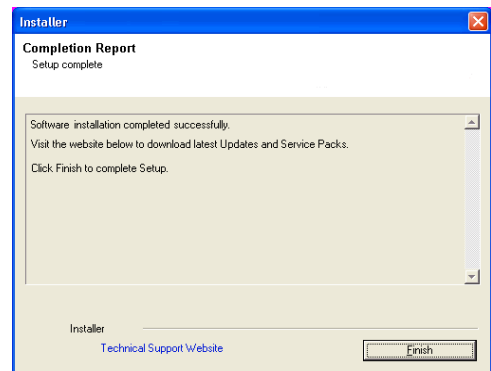 Installer
Completion Report
Setup complete
Software installation completed successfully.
Visit the website below to download latest Updates and Service Packs.
Click Finish to complete Setup.
Installer
Technical Support Website
Finish